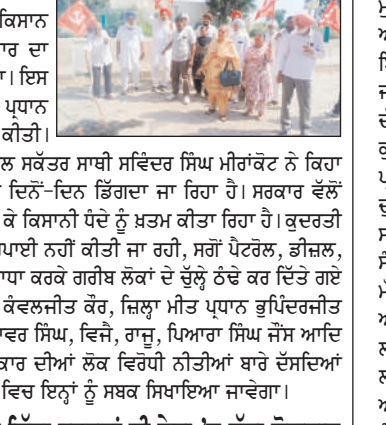 ਕਿਸਾਨ
ਾਰ ਦਾ
ਾ। ਇਸ
ਪ੍ਰਧਾਨ
ਕੀਤੀ।
ਲ ਸਕੱਤਰ ਸਾਥੀ ਸਵਿੰਦਰ ਸਿੰਘ ਮੀਰਾਂਕੋਟ ਨੇ ਕਿਹਾ
ਦਿਨੋਂ-ਦਿਨ ਡਿੱਗਦਾ ਜਾ ਰਿਹਾ ਹੈ। ਸਰਕਾਰ ਵੱਲੋਂ
ਕੇ ਕਿਸਾਨੀ ਧੰਦੇ ਨੂੰ ਖ਼ਤਮ ਕੀਤਾ ਰਿਹਾ ਹੈ। ਕੁਦਰਤੀ
ਰਪਾਈ ਨਹੀਂ ਕੀਤੀ ਜਾ ਰਹੀ, ਸਗੋਂ ਪੈਟਰੋਲ, ਡੀਜ਼ਲ,
ਾਧਾ ਕਰਕੇ ਗਰੀਬ ਲੋਕਾਂ ਦੇ ਚੁੱਲ੍ਹੇ ਠੰਢੇ ਕਰ ਦਿੱਤੇ ਗਏ
ਕੰਵਲਜੀਤ ਕੌਰ, ਜ਼ਿਲ੍ਹਾ ਮੀਤ ਪ੍ਰਧਾਨ ਭੁਪਿੰਦਰਜੀਤ
ਾਵਰ ਸਿੰਘ, ਵਿਜੈ, ਰਾਜੂ, ਪਿਆਰਾ ਸਿੰਘ ਜੌਂਸ ਆਦਿ
ਕਾਰ ਦੀਆਂ ਲੋਕ ਵਿਰੋਧੀ ਨੀਤੀਆਂ ਬਾਰੇ ਦੱਸਦਿਆਂ
ਵਿਚ ਇਨ੍ਹਾਂ ਨੂੰ ਸਬਕ ਸਿਖਾਇਆ ਜਾਵੇਗਾ।